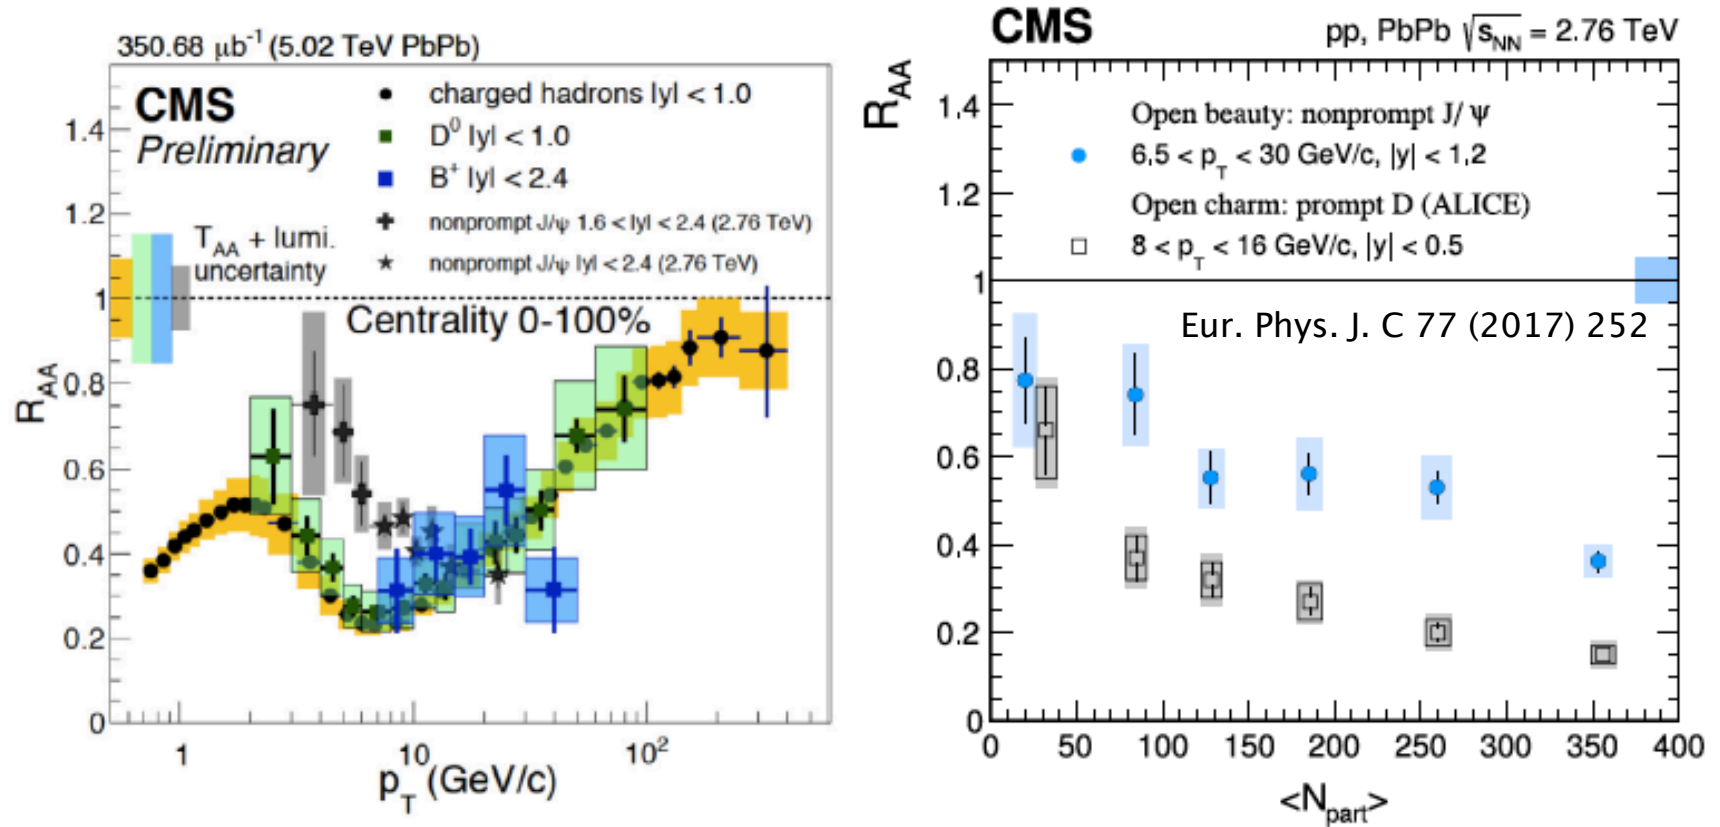 350.68 μb⁻¹ (5.02 TeV PbPb)
CMS
Preliminary
charged hadrons |y| < 1.0
D⁰ |y| < 1.0
B⁺ |y| < 2.4
nonprompt J/ψ 1.6 < |y| < 2.4 (2.76 TeV)
nonprompt J/ψ |y| < 2.4 (2.76 TeV)
T_AA + lumi.
uncertainty
Centrality 0-100%
R_AA
1.4
1.2
1
0.8
0.6
0.4
0.2
0
1
10
10²
p_T (GeV/c)
CMS
pp, PbPb √s_NN = 2.76 TeV
Open beauty: nonprompt J/ ψ
6.5 < p_T < 30 GeV/c, |y| < 1.2
Open charm: prompt D (ALICE)
8 < p_T < 16 GeV/c, |y| < 0.5
Eur. Phys. J. C 77 (2017) 252
R_AA
1.4
1.2
1
0.8
0.6
0.4
0.2
0
0 50 100 150 200 250 300 350 400
<N_part>